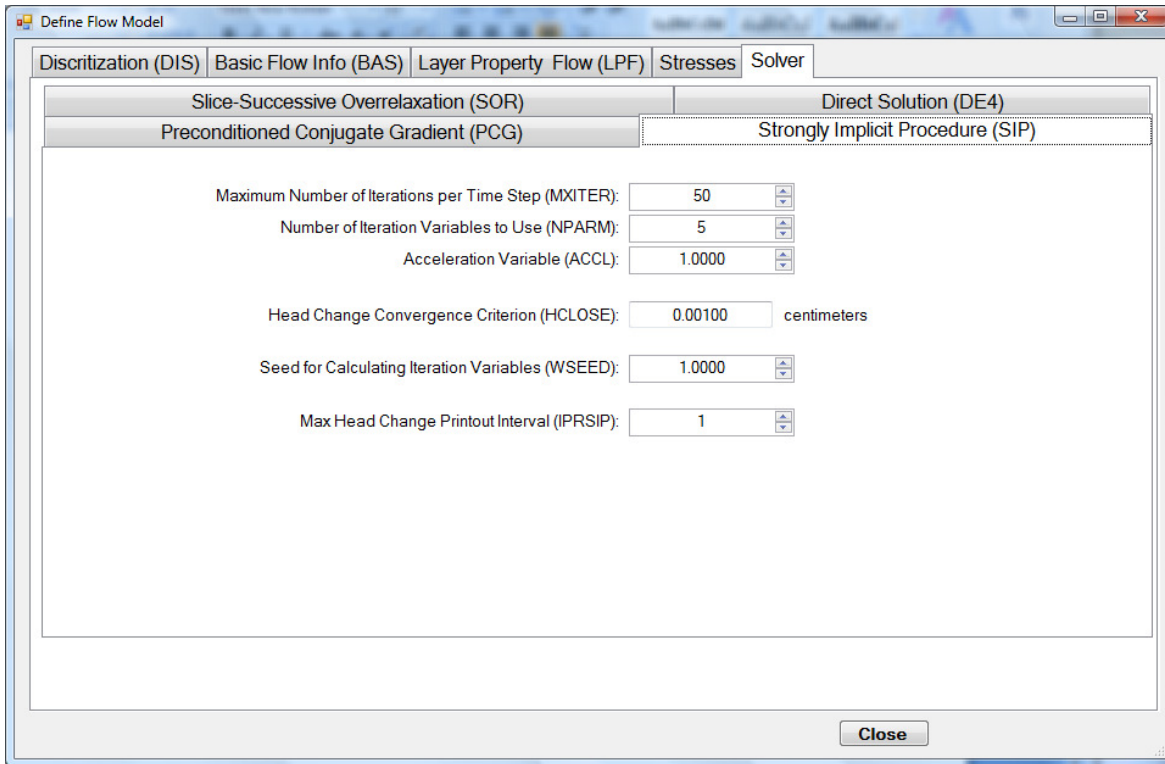 Define Flow Model
Discritization (DIS) Basic Flow Info (BAS) Layer Property Flow (LPF) Stresses Solver
Slice-Successive Overrelaxation (SOR) Direct Solution (DE4)
Preconditioned Conjugate Gradient (PCG) Strongly Implicit Procedure (SIP)
Maximum Number of Iterations per Time Step (MXITER): 50
Number of Iteration Variables to Use (NPARM): 5
Acceleration Variable (ACCL): 1.0000
Head Change Convergence Criterion (HCLOSE): 0.00100 centimeters
Seed for Calculating Iteration Variables (WSEED): 1.0000
Max Head Change Printout Interval (IPRSIP): 1
Close